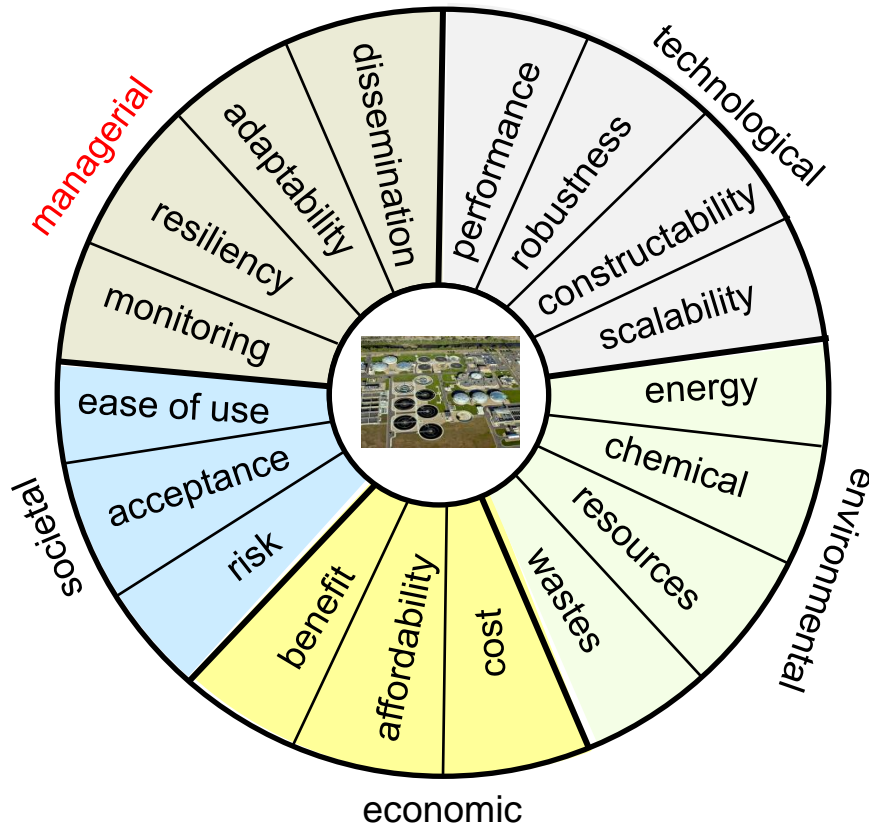 technological
performance
robustness
constructability
scalability
environmental
energy
chemical
resources
wastes
economic
cost
affordability
benefit
societal
risk
acceptance
ease of use
managerial
monitoring
resiliency
adaptability
dissemination